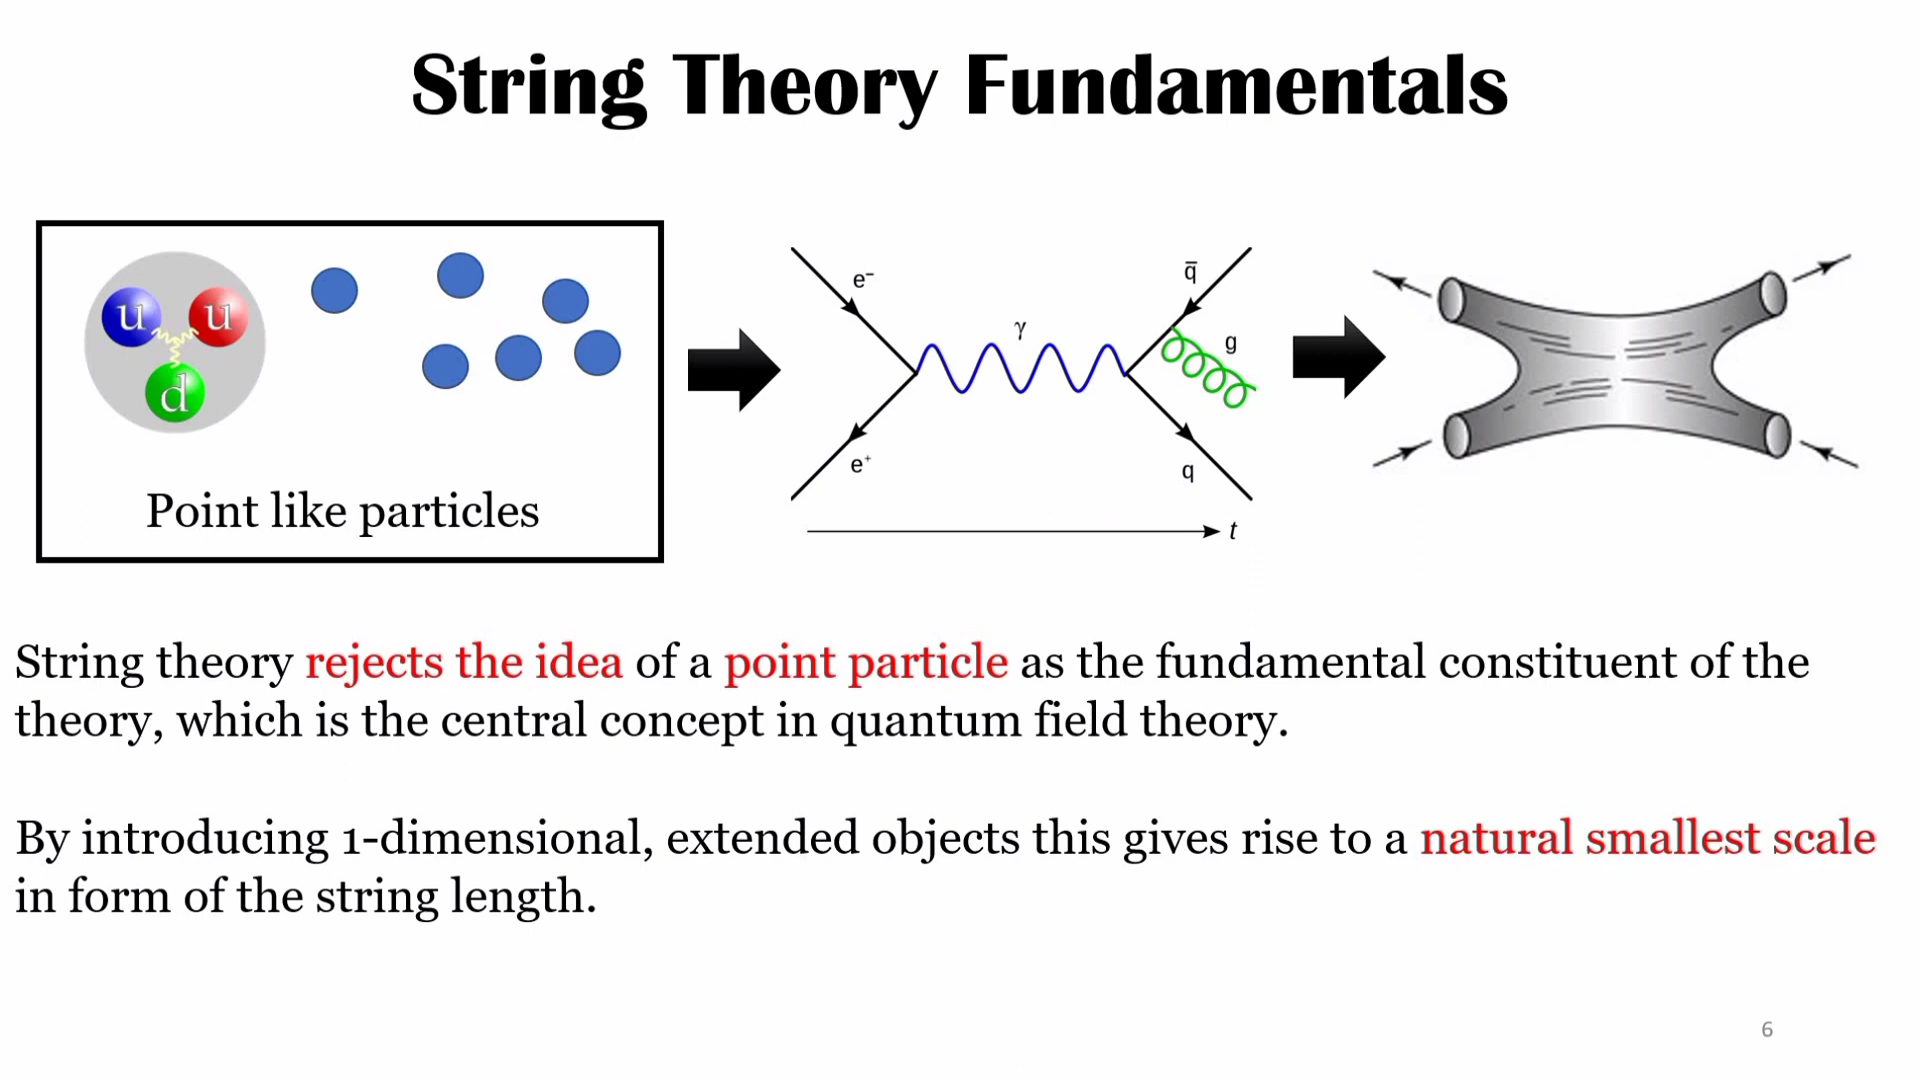 String Theory Fundamentals
u u
d
Point like particles
e⁻
e⁺
γ
q̄
g
q
t
String theory rejects the idea of a point particle as the fundamental constituent of the
theory, which is the central concept in quantum field theory.
By introducing 1-dimensional, extended objects this gives rise to a natural smallest scale
in form of the string length.
6